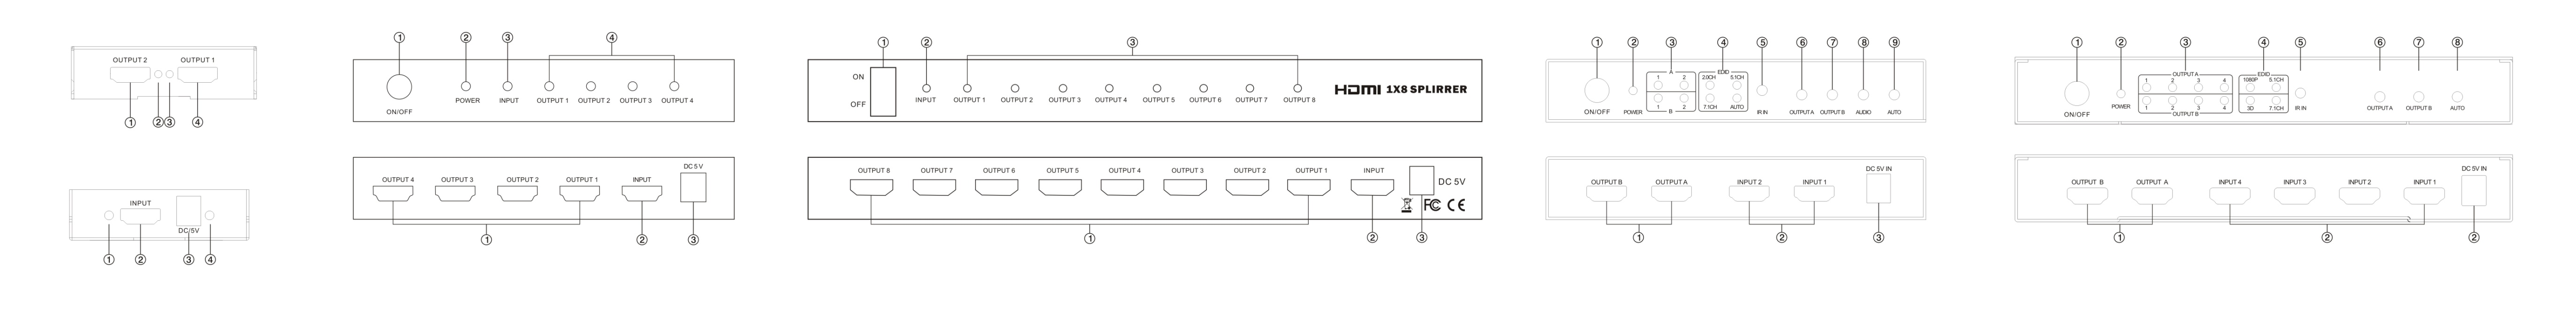 OUTPUT 2 OUTPUT 1
① ② ③ ④
INPUT
DC/5V
① ② ③ ④
① ② ③ ④
POWER INPUT OUTPUT 1 OUTPUT 2 OUTPUT 3 OUTPUT 4
ON/OFF
DC 5 V
OUTPUT 4 OUTPUT 3 OUTPUT 2 OUTPUT 1 INPUT
① ② ③
① ② ③
ON
OFF
HDMI 1X8 SPLIRRER
INPUT OUTPUT 1 OUTPUT 2 OUTPUT 3 OUTPUT 4 OUTPUT 5 OUTPUT 6 OUTPUT 7 OUTPUT 8
OUTPUT 8 OUTPUT 7 OUTPUT 6 OUTPUT 5 OUTPUT 4 OUTPUT 3 OUTPUT 2 OUTPUT 1 INPUT
DC 5V
FC CE
① ② ③
① ② ③ ④ ⑤ ⑥ ⑦ ⑧ ⑨
A EDID
1 2 2.0CH 5.1CH
1 2 7.1CH AUTO
B
ON/OFF POWER IR IN OUTPUT A OUTPUT B AUDIO AUTO
DC 5V IN
OUTPUT B OUTPUT A INPUT 2 INPUT 1
① ② ③
① ② ③ ④ ⑤ ⑥ ⑦ ⑧
OUTPUT A EDID
1 2 3 4 1080P 5.1CH
1 2 3 4 3D 7.1CH
OUTPUT B
POWER IR IN OUTPUT A OUTPUT B AUTO
ON/OFF
DC 5V IN
OUTPUT B OUTPUT A INPUT 4 INPUT 3 INPUT 2 INPUT 1
① ② ②